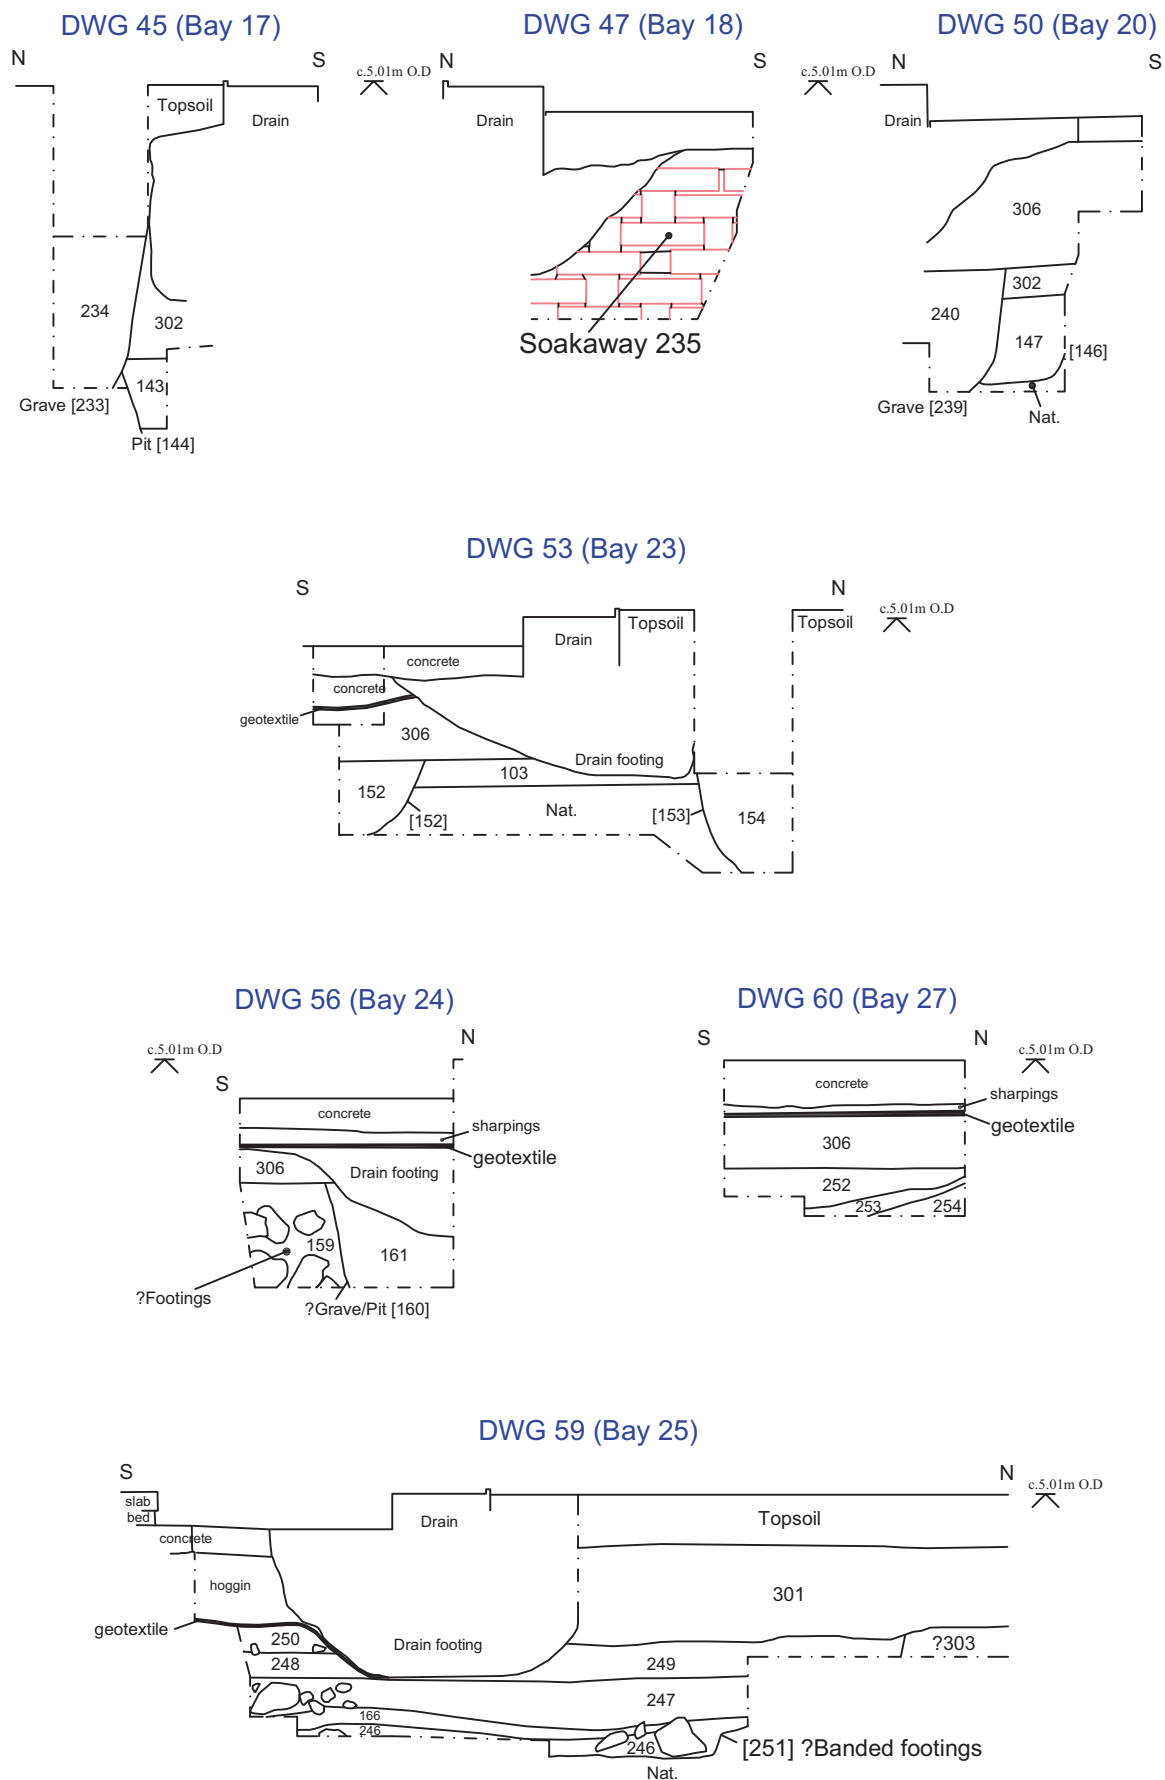 DWG 45 (Bay 17)
N
S
c.5.01m O.D
Topsoil
Drain
234
302
143
Grave [233]
Pit [144]
DWG 47 (Bay 18)
N
S
c.5.01m O.D
Drain
Soakaway 235
DWG 50 (Bay 20)
N
S
Drain
306
302
240
147
[146]
Grave [239]
Nat.
DWG 53 (Bay 23)
S
N
c.5.01m O.D
Topsoil
Topsoil
Drain
concrete
concrete
geotextile
306
Drain footing
103
152
[152]
Nat.
[153]
154
DWG 56 (Bay 24)
c.5.01m O.D
N
S
concrete
sharpings
geotextile
306
Drain footing
159
161
?Footings
?Grave/Pit [160]
DWG 60 (Bay 27)
S
N
c.5.01m O.D
concrete
sharpings
geotextile
306
252
253
254
DWG 59 (Bay 25)
S
N
c.5.01m O.D
slab
bed
Drain
Topsoil
concrete
hoggin
301
geotextile
250
Drain footing
?303
248
249
247
166
246
246
[251] ?Banded footings
Nat.